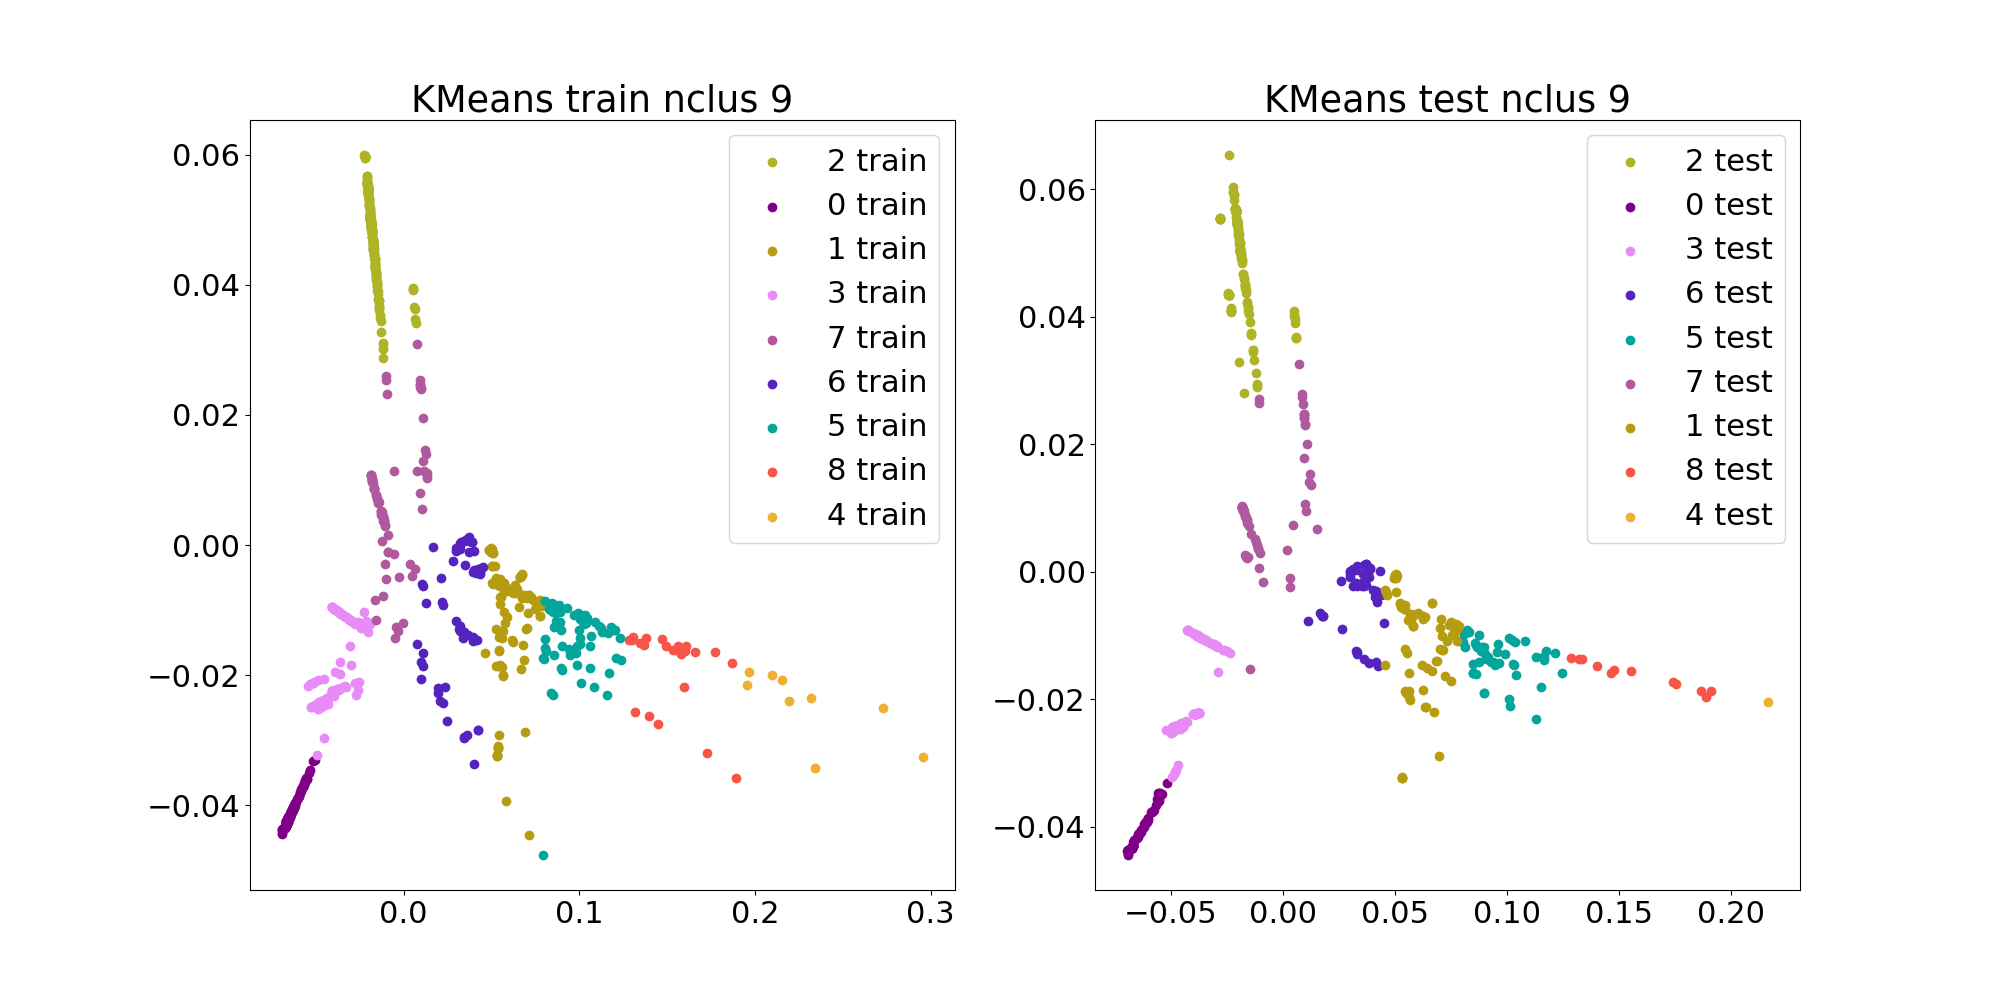 KMeans train nclus 9
0.06
0.04
0.02
0.00
−0.02
−0.04
0.0 0.1 0.2 0.3
2 train
0 train
1 train
3 train
7 train
6 train
5 train
8 train
4 train
KMeans test nclus 9
0.06
0.04
0.02
0.00
−0.02
−0.04
−0.05 0.00 0.05 0.10 0.15 0.20
2 test
0 test
3 test
6 test
5 test
7 test
1 test
8 test
4 test